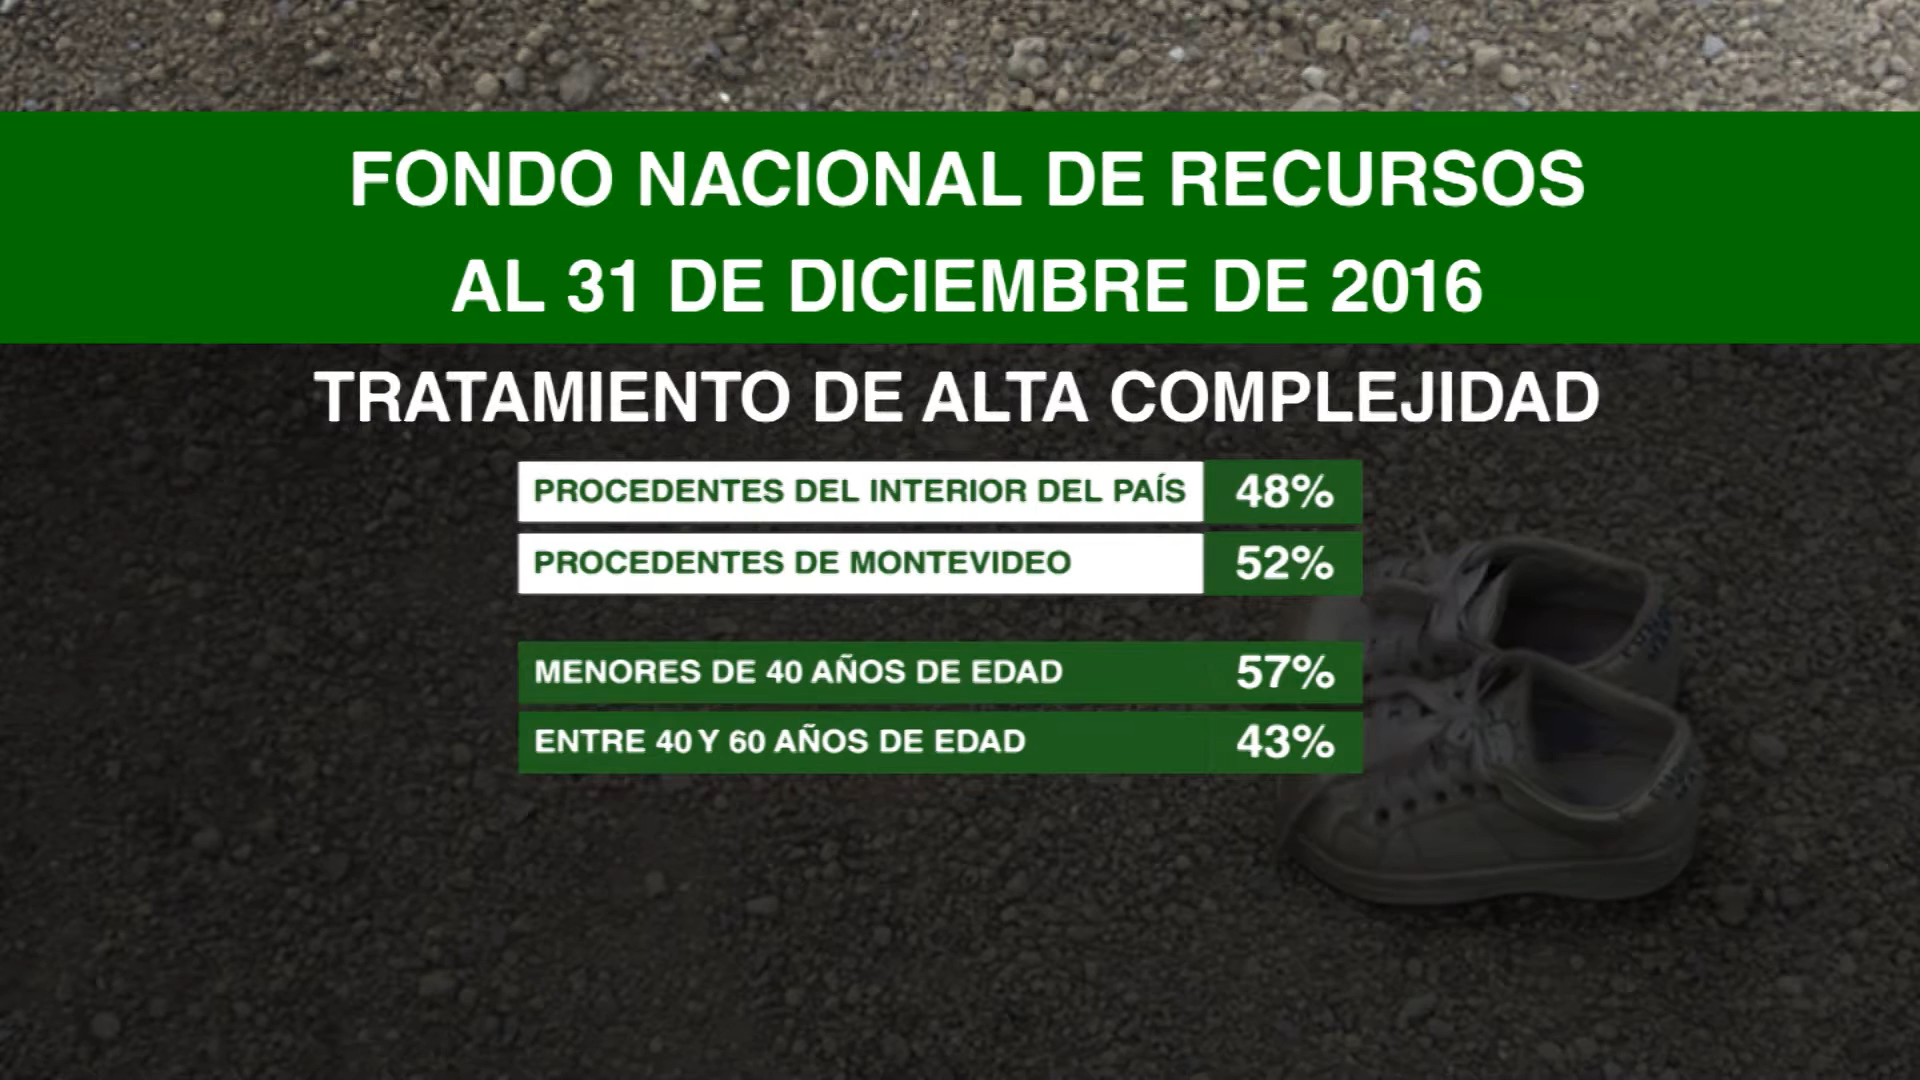 FONDO NACIONAL DE RECURSOS
AL 31 DE DICIEMBRE DE 2016
TRATAMIENTO DE ALTA COMPLEJIDAD
PROCEDENTES DEL INTERIOR DEL PAÍS 48%
PROCEDENTES DE MONTEVIDEO 52%
MENORES DE 40 AÑOS DE EDAD 57%
ENTRE 40 Y 60 AÑOS DE EDAD 43%